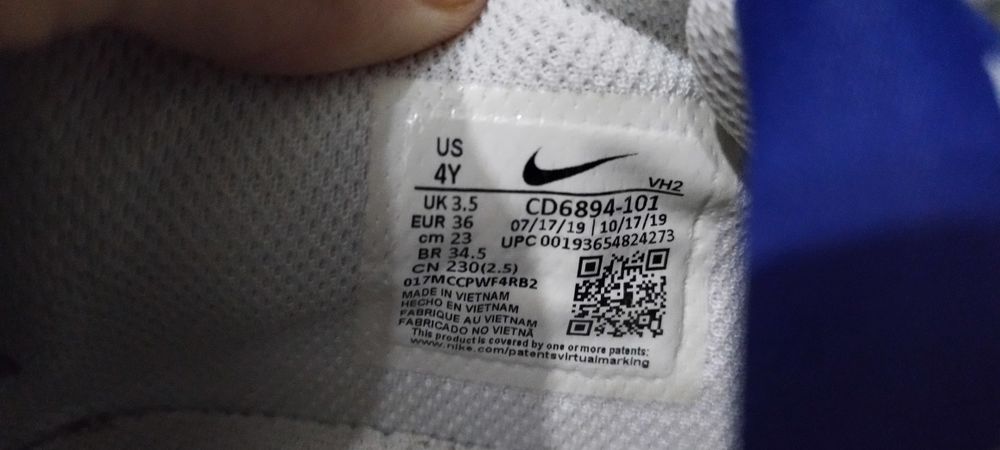 US
4Y
VH2
UK 3.5
EUR 36
cm 23
BR 34.5
CN 230(2.5)
CD6894-101
07/17/19 | 10/17/19
UPC 00193654824273
017MCCPWF4RB2
MADE IN VIETNAM
HECHO EN VIETNAM
FABRIQUE AU VIETNAM
FABRICADO NO VIETNÃ
This product is covered by one or more patents:
www.nike.com/patentsvirtualmarking